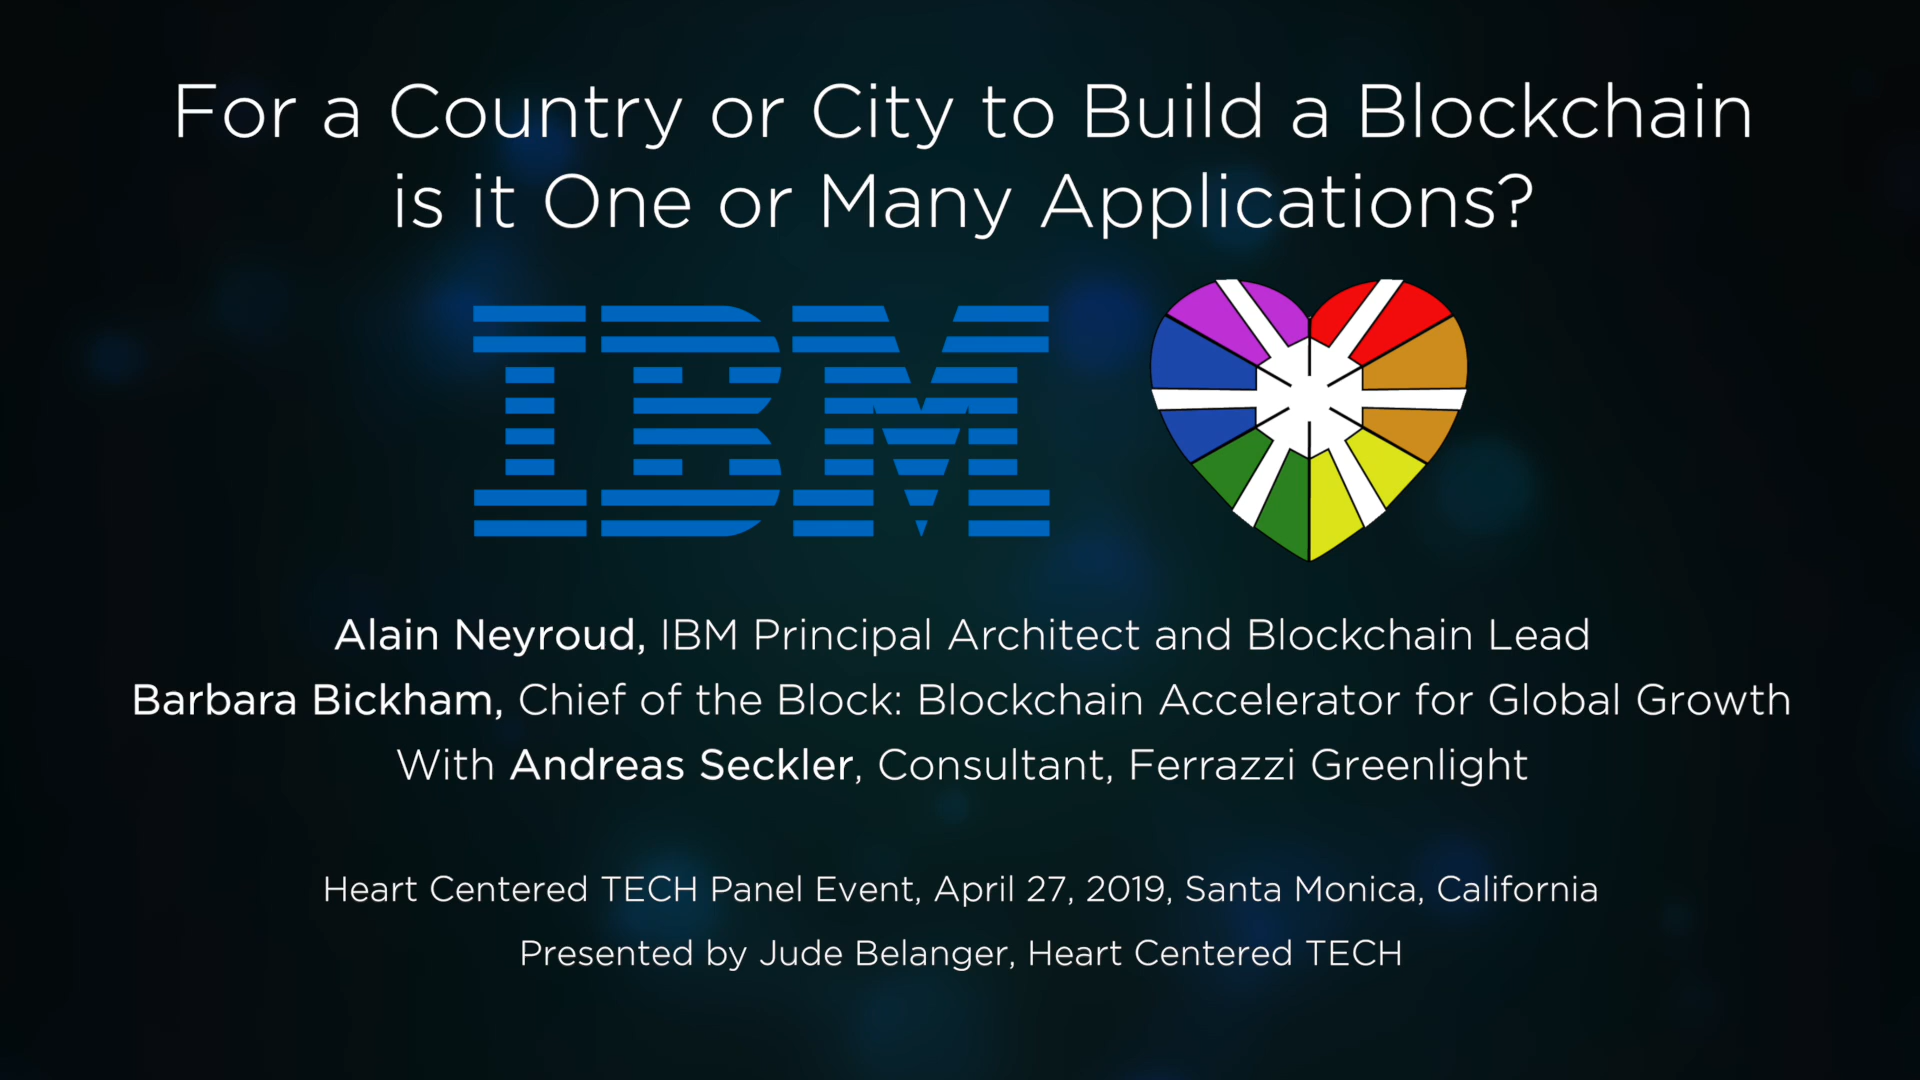 For a Country or City to Build a Blockchain
is it One or Many Applications?
IBM
Alain Neyroud, IBM Principal Architect and Blockchain Lead
Barbara Bickham, Chief of the Block: Blockchain Accelerator for Global Growth
With Andreas Seckler, Consultant, Ferrazzi Greenlight
Heart Centered TECH Panel Event, April 27, 2019, Santa Monica, California
Presented by Jude Belanger, Heart Centered TECH